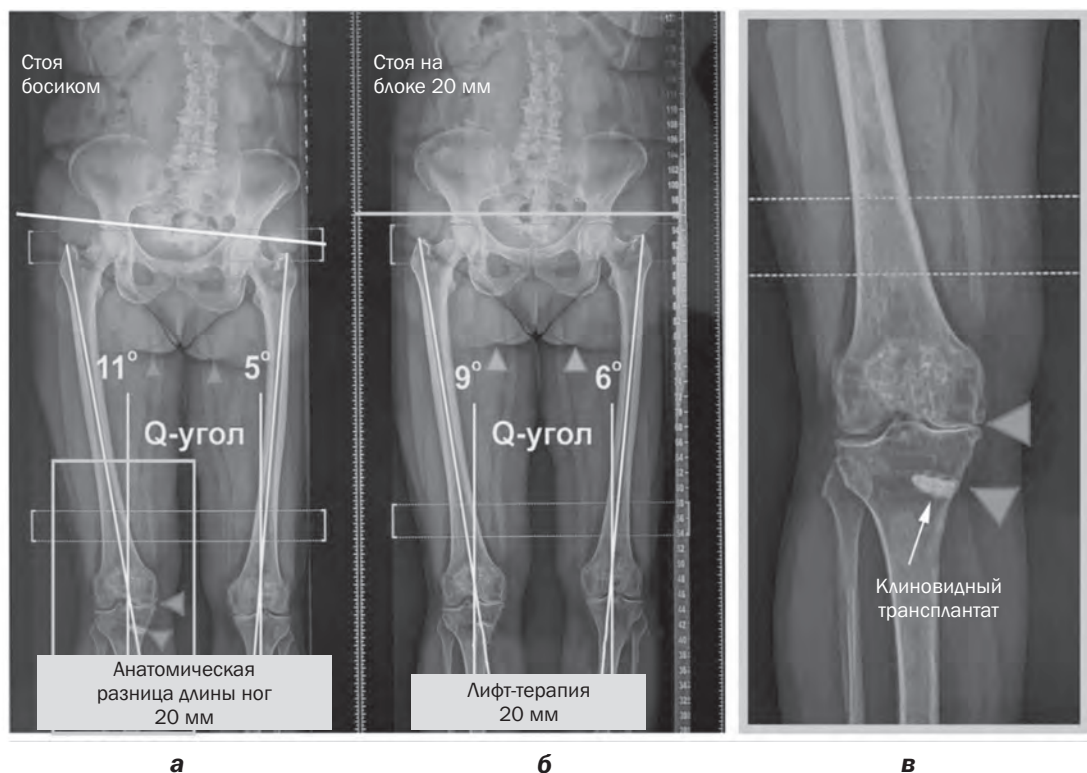 Стоя
босиком
11°
5°
Q-угол
Анатомическая
разница длины ног
20 мм
Стоя на
блоке 20 мм
9°
6°
Q-угол
Лифт-терапия
20 мм
Клиновидный
трансплантат
а
б
в